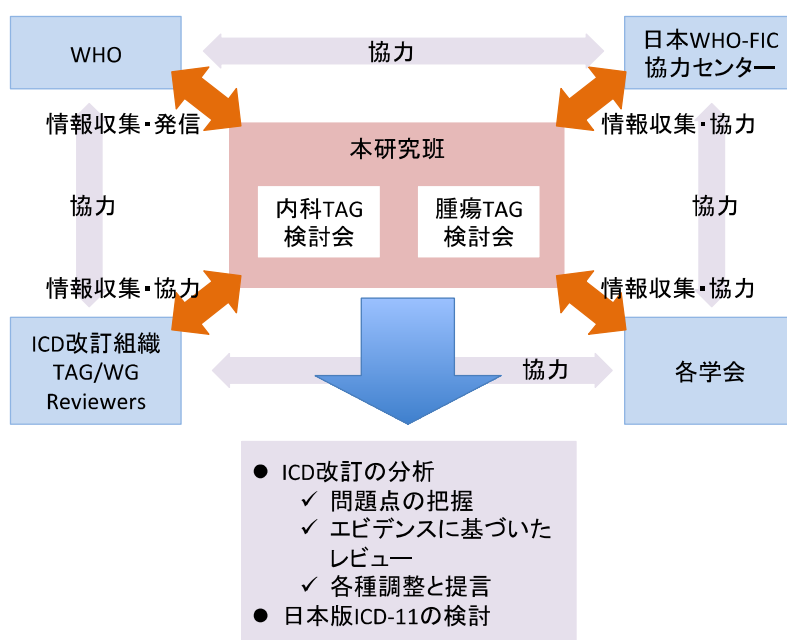 WHO
協力
日本WHO-FIC
協力センター
情報収集・発信
情報収集・協力
本研究班
内科TAG
検討会
腫瘍TAG
検討会
協力
協力
情報収集・協力
情報収集・協力
ICD改訂組織
TAG/WG
Reviewers
協力
各学会
● ICD改訂の分析
✓ 問題点の把握
✓ エビデンスに基づいた
レビュー
✓ 各種調整と提言
● 日本版ICD-11の検討